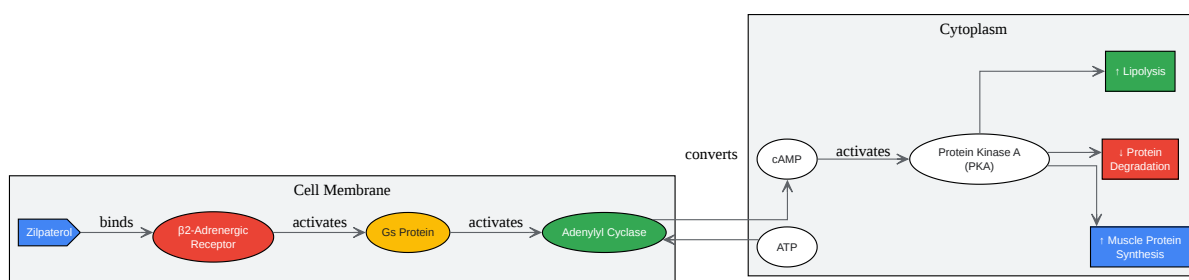 Cytoplasm
↑ Lipolysis
converts
cAMP
activates
Protein Kinase A
(PKA)
↓ Protein
Degradation
Cell Membrane
Zilpaterol
binds
β2-Adrenergic
Receptor
activates
Gs Protein
activates
Adenylyl Cyclase
ATP
↑ Muscle Protein
Synthesis